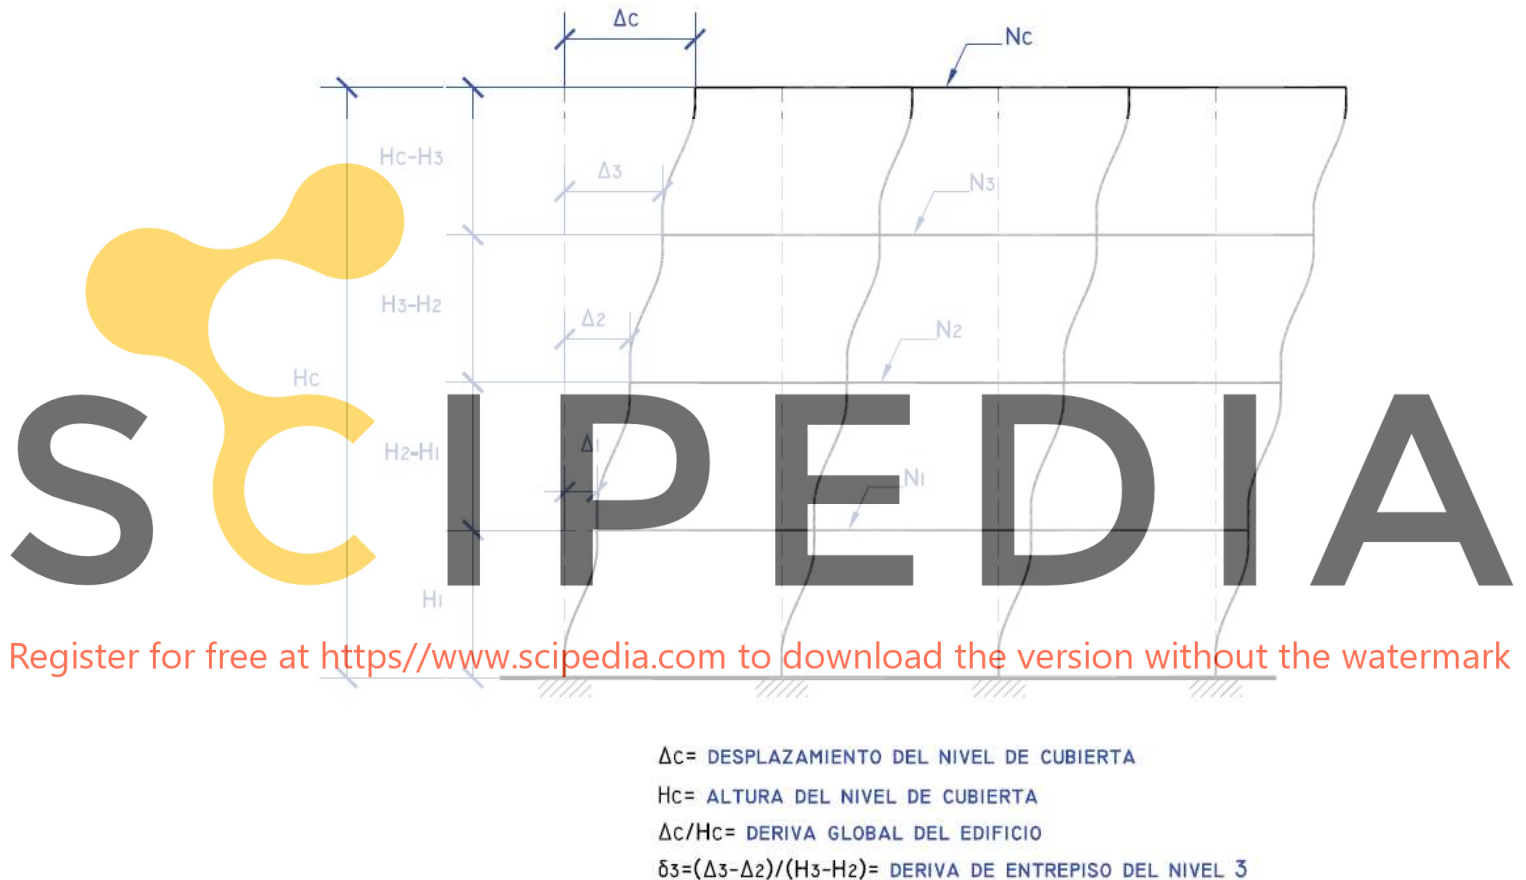 Δc
Nc
Hc-H3
Δ3
N3
H3-H2
Δ2
N2
Hc
SCIPEDIA
H2-H1
Δ1
N1
H1
Register for free at https//www.scipedia.com to download the version without the watermark
Δc= DESPLAZAMIENTO DEL NIVEL DE CUBIERTA
Hc= ALTURA DEL NIVEL DE CUBIERTA
Δc/Hc= DERIVA GLOBAL DEL EDIFICIO
δ3=(Δ3-Δ2)/(H3-H2)= DERIVA DE ENTREPISO DEL NIVEL 3